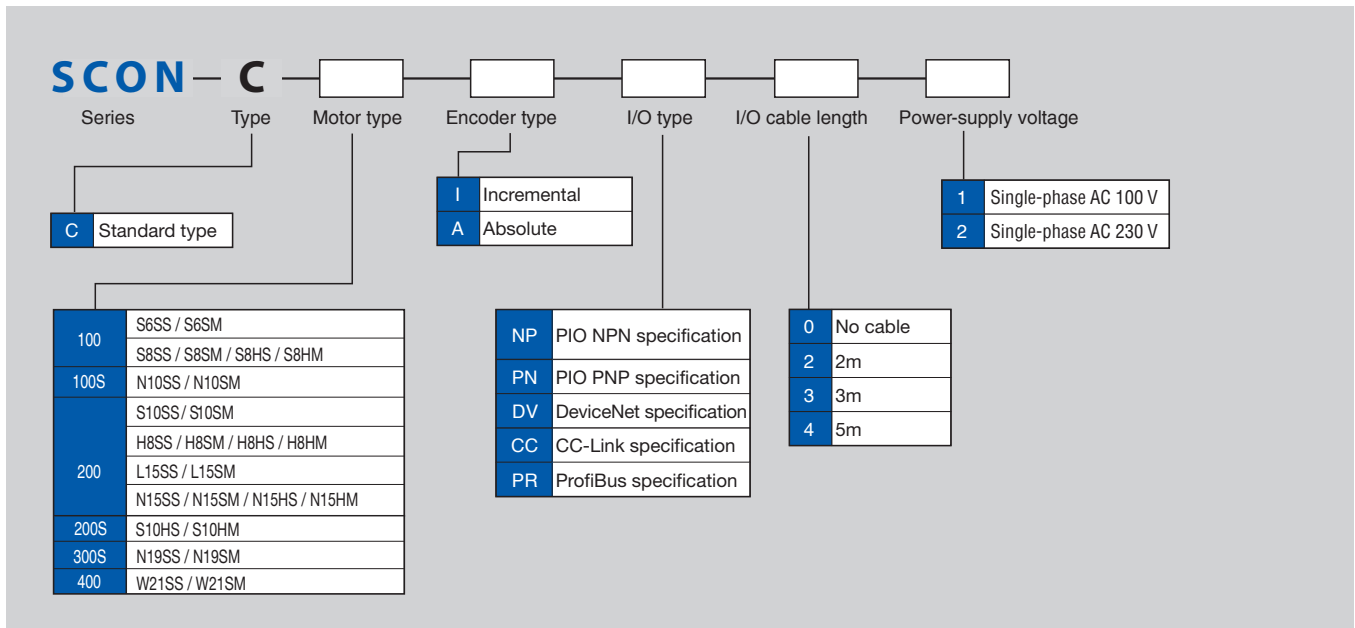 SCON C
Series Type Motor type Encoder type I/O type I/O cable length Power-supply voltage
C Standard type
I Incremental
A Absolute
1 Single-phase AC 100 V
2 Single-phase AC 230 V
100 S6SS / S6SM
S8SS / S8SM / S8HS / S8HM
100S N10SS / N10SM
200 S10SS / S10SM
H8SS / H8SM / H8HS / H8HM
L15SS / L15SM
N15SS / N15SM / N15HS / N15HM
200S S10HS / S10HM
300S N19SS / N19SM
400 W21SS / W21SM
NP PIO NPN specification
PN PIO PNP specification
DV DeviceNet specification
CC CC-Link specification
PR ProfiBus specification
0 No cable
2 2m
3 3m
4 5m